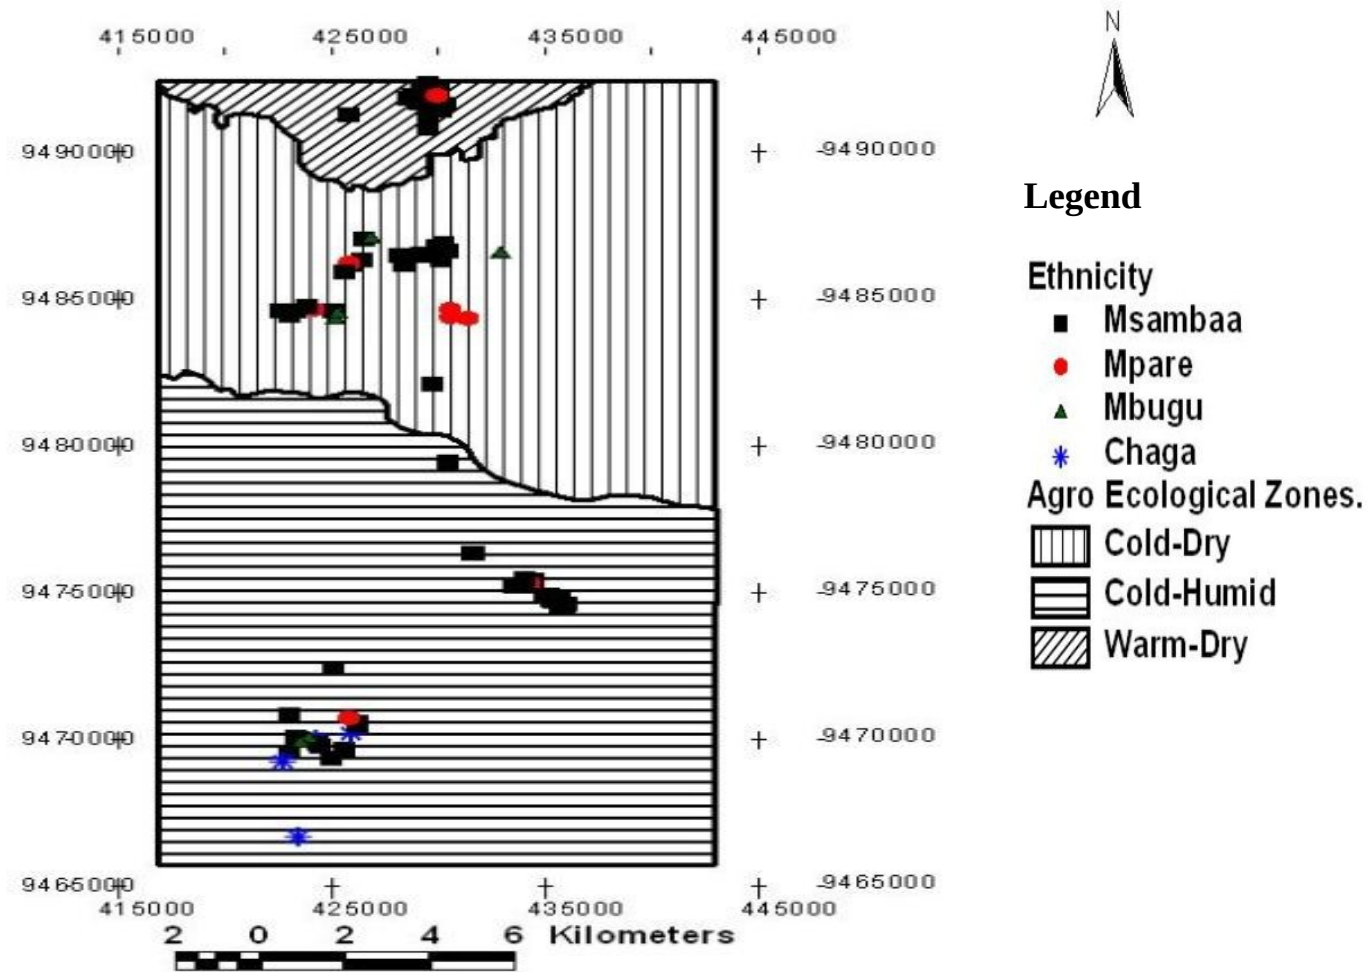 415000 425000 435000 445000
N
9490000 -9490000
Legend
Ethnicity
9485000 -9485000
Msambaa
Mpare
Mbugu
9480000 -9480000
Chaga
Agro Ecological Zones.
Cold-Dry
9475000 -9475000
Cold-Humid
Warm-Dry
9470000 -9470000
9465000 -9465000
415000 425000 435000 445000
2 0 2 4 6 Kilometers